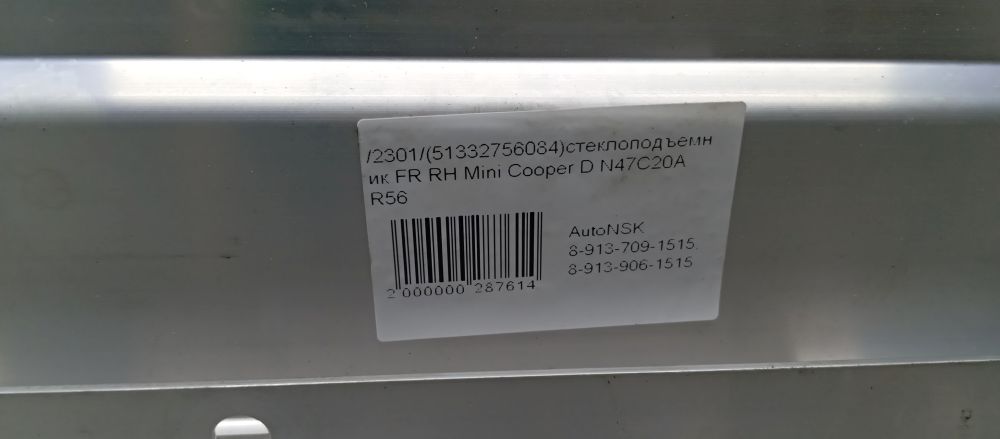 /2301/(51332756084)стеклоподъемн
ик FR RH Mini Cooper D N47C20A
R56
AutoNSK
8-913-709-1515,
8-913-906-1515
2 000000 287614